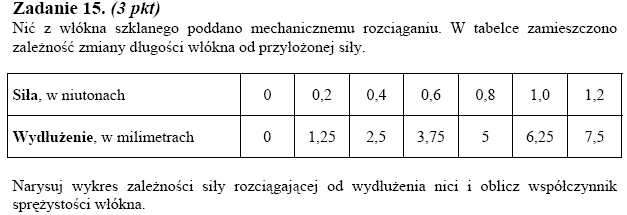 Zadanie 15. (3 pkt)
Nić z włókna szklanego poddano mechanicznemu rozciąganiu. W tabelce zamieszczono
zależność zmiany długości włókna od przyłożonej siły.
Siła, w niutonach 0 0,2 0,4 0,6 0,8 1,0 1,2
Wydłużenie, w milimetrach 0 1,25 2,5 3,75 5 6,25 7,5
Narysuj wykres zależności siły rozciągającej od wydłużenia nici i oblicz współczynnik
sprężystości włókna.